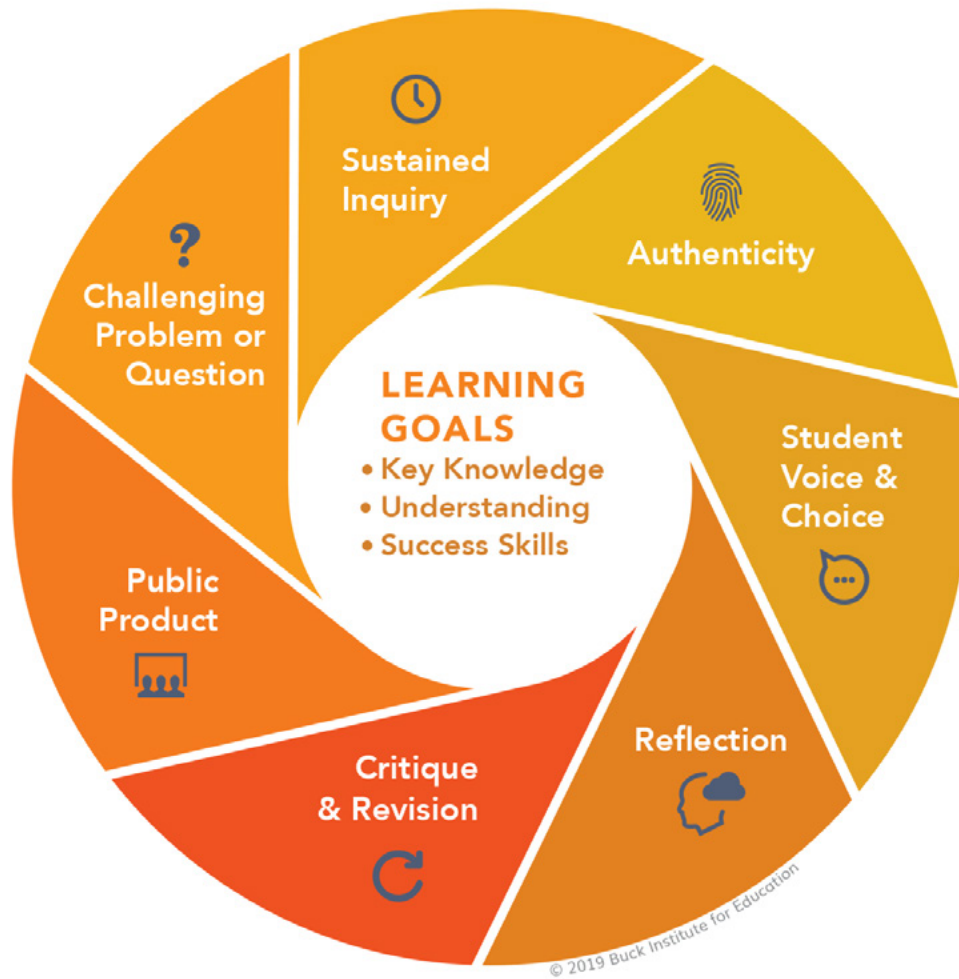 Sustained
Inquiry
Authenticity
?
Challenging
Problem or
Question
LEARNING
GOALS
• Key Knowledge
• Understanding
• Success Skills
Student
Voice &
Choice
Public
Product
Reflection
Critique
& Revision
© 2019 Buck Institute for Education